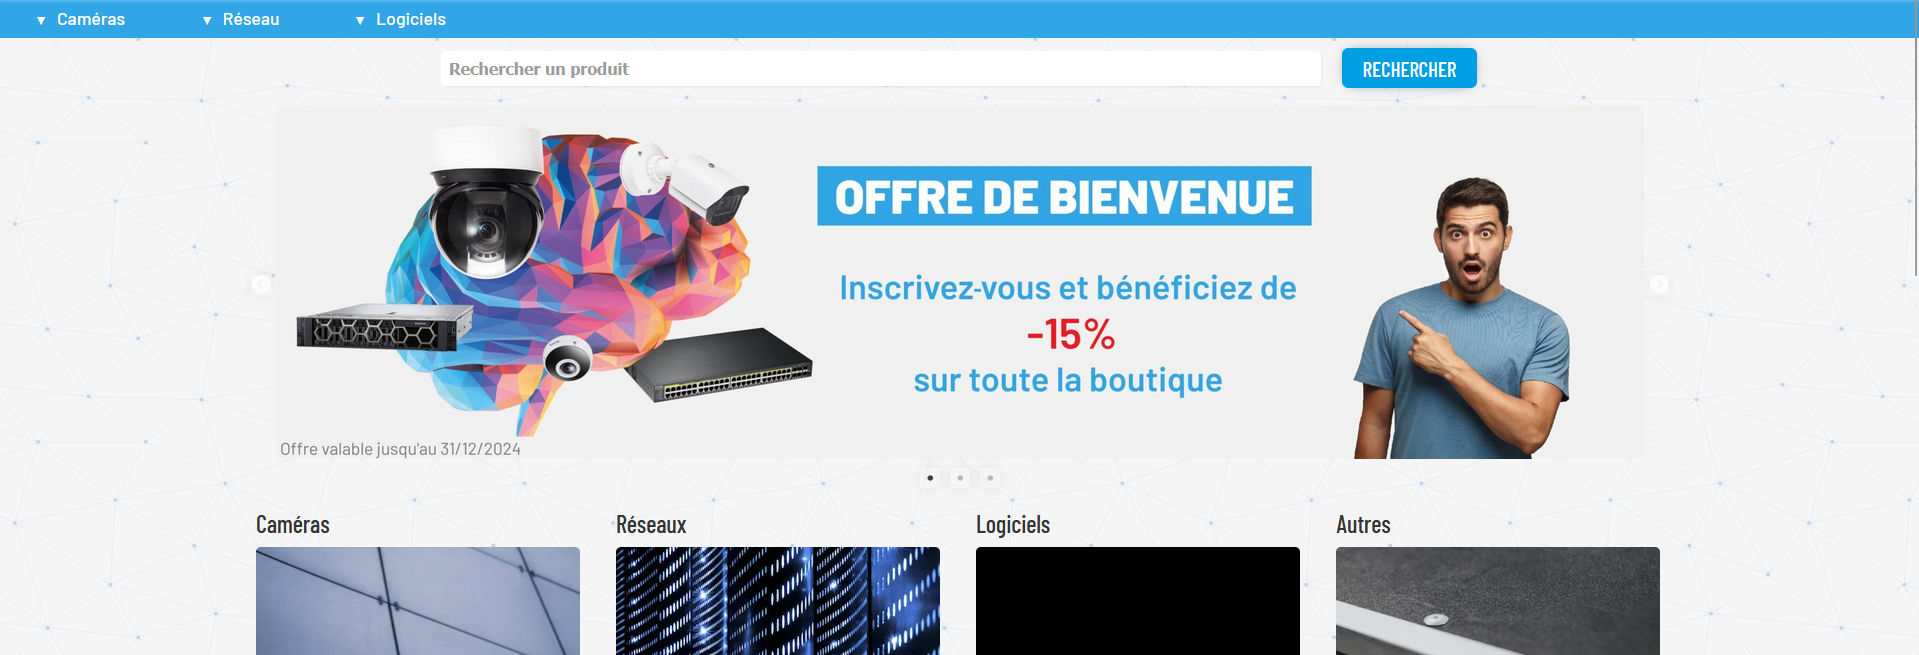 ▼ Caméras ▼ Réseau ▼ Logiciels
Rechercher un produit RECHERCHER
OFFRE DE BIENVENUE
Inscrivez-vous et bénéficiez de
-15%
sur toute la boutique
Offre valable jusqu'au 31/12/2024
Caméras Réseaux Logiciels Autres